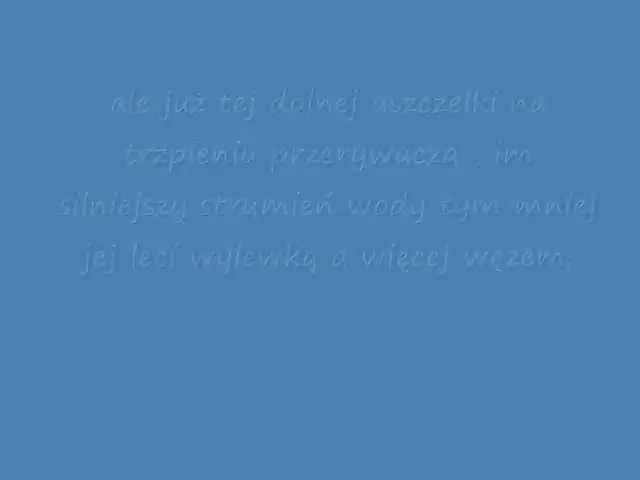 ale już tej dolnej uszczelki na
trzpieniu przerywacza , im
silniejszy strumień wody tym mniej
jej leci wylewką a więcej wężem.